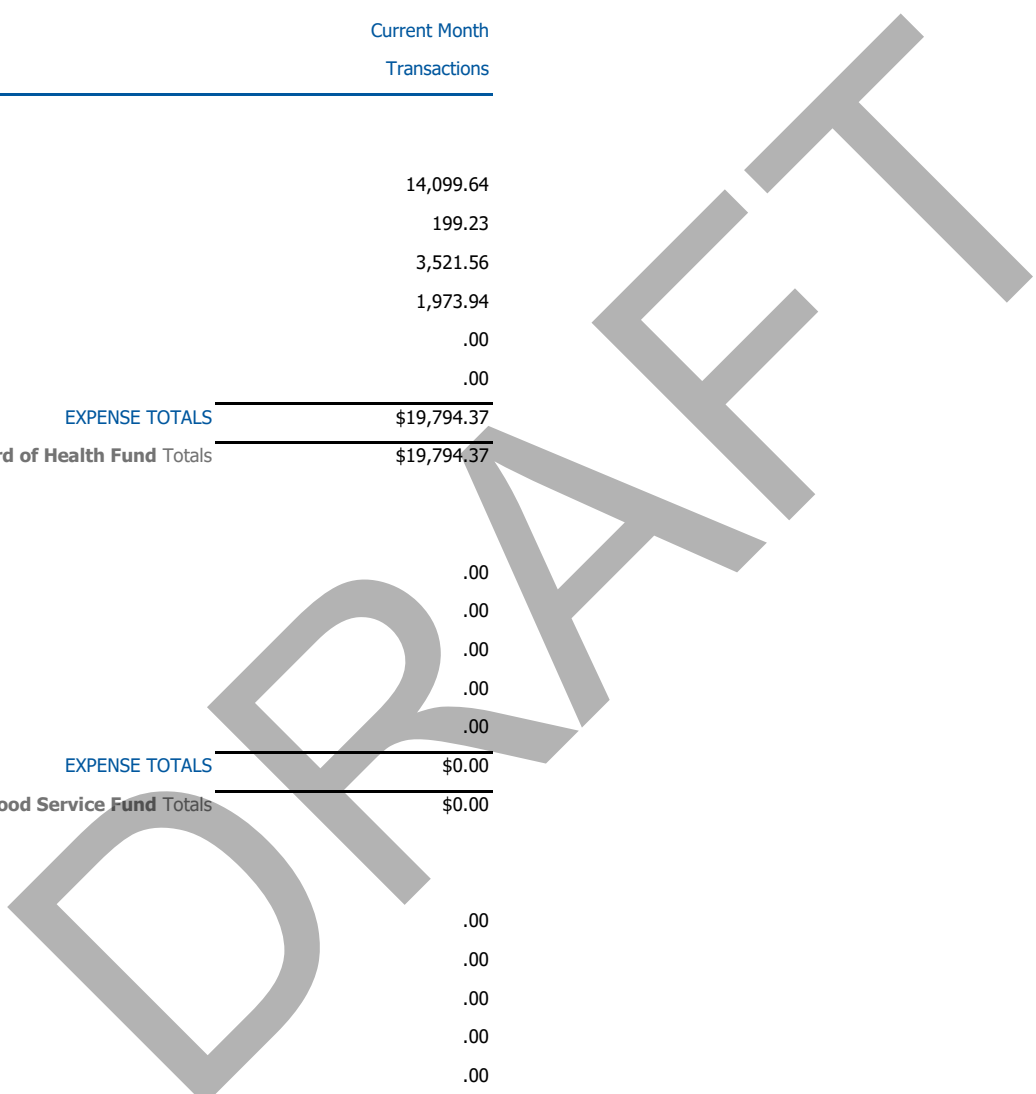 Current Month
Transactions
14,099.64
199.23
3,521.56
1,973.94
.00
.00
EXPENSE TOTALS $19,794.37
rd of Health Fund Totals $19,794.37
.00
.00
.00
.00
.00
EXPENSE TOTALS $0.00
ood Service Fund Totals $0.00
.00
.00
.00
.00
.00
DRAFT